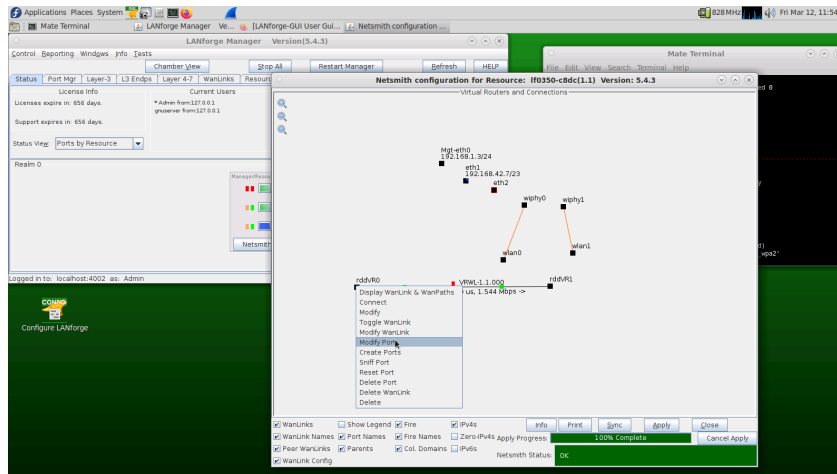 Applications Places System
828 MHz
Fri Mar 12, 11:54
Mate Terminal
LANforge Manager Ve...
[LANforge-GUI User Gui...
Netsmith configuration ...
LANforge Manager Version(5.4.3)
Control Reporting Windows Info Tests
Chamber View
Stop All
Restart Manager
Refresh
HELP
Status
Port Mgr
Layer-3
L3 Endps
Layer 4-7
WanLinks
License Info
Current Users
Licenses expire in: 656 days.
* Admin from:127.0.0.1
gnuserver from:127.0.0.1
Support expires in: 656 days.
Status View:
Ports by Resource
Realm 0
Netsmith
Logged in to: localhost:4002 as: Admin
Configure LANforge
Mate Terminal
File Edit View Search Terminal Help
Netsmith configuration for Resource: lf0350-c8dc(1.1) Version: 5.4.3
Virtual Routers and Connections
Mgt-eth0
192.168.1.3/24
eth1
192.168.42.7/23
eth2
wiphy0
wiphy1
wlan0
wlan1
rddVR0
VRWL-1.1.000
rddVR1
us, 1.544 Mbps ->
Display WanLink & WanPaths
Connect
Modify
Toggle WanLink
Modify WanLink
Modify Port
Create Ports
Sniff Port
Reset Port
Delete Port
Delete WanLink
Delete
WanLinks
Show Legend
Fire
IPv4s
WanLink Names
Port Names
Fire Names
Zero-IPv4s
Peer WanLinks
Parents
Col. Domains
IPv6s
WanLink Config
Info
Print
Sync
Apply
Close
Apply Progress:
100% Complete
Cancel Apply
Netsmith Status:
OK